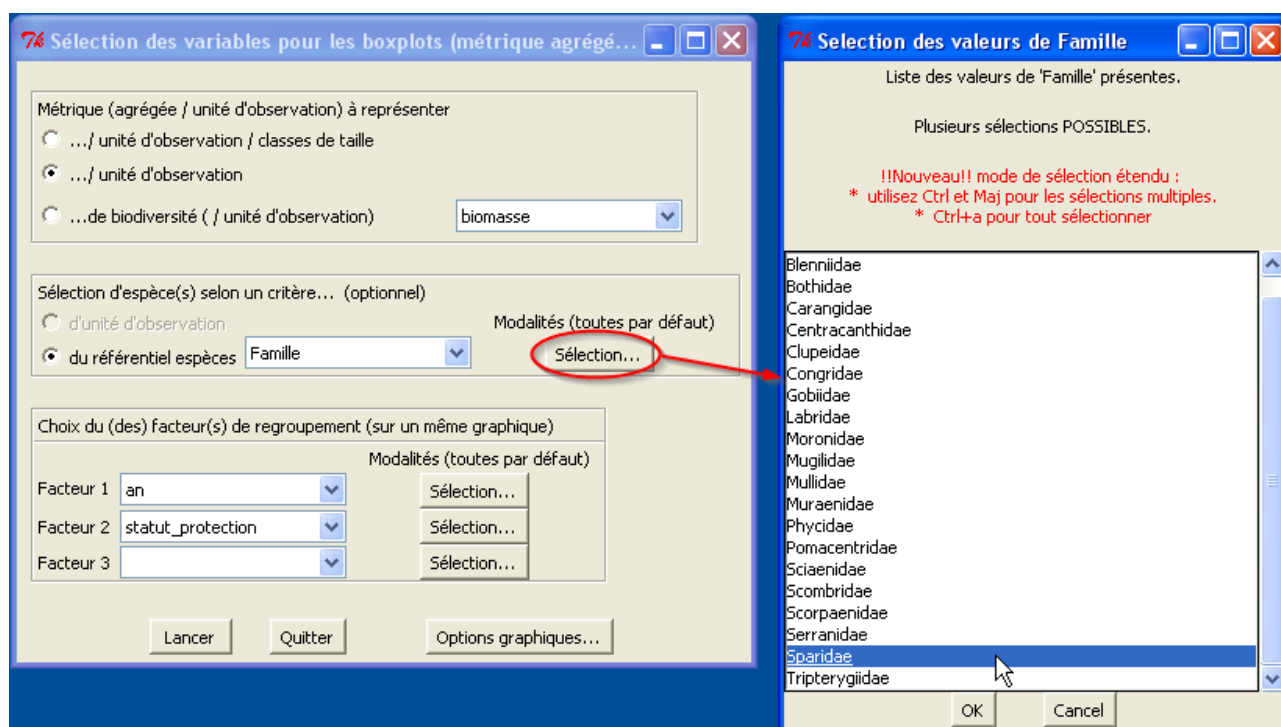 Sélection des variables pour les boxplots (métrique agrégé...
Métrique (agrégée / unité d'observation) à représenter
.../ unité d'observation / classes de taille
.../ unité d'observation
...de biodiversité ( / unité d'observation)
biomasse
Sélection d'espèce(s) selon un critère... (optionnel)
d'unité d'observation
Modalités (toutes par défaut)
du référentiel espèces
Famille
Sélection...
Choix du (des) facteur(s) de regroupement (sur un même graphique)
Modalités (toutes par défaut)
Facteur 1
an
Sélection...
Facteur 2
statut_protection
Sélection...
Facteur 3
Sélection...
Lancer
Quitter
Options graphiques...
Selection des valeurs de Famille
Liste des valeurs de 'Famille' présentes.
Plusieurs sélections POSSIBLES.
!!Nouveau!! mode de sélection étendu :
* utilisez Ctrl et Maj pour les sélections multiples.
* Ctrl+a pour tout sélectionner
Blenniidae
Bothidae
Carangidae
Centracanthidae
Clupeidae
Congridae
Gobiidae
Labridae
Moronidae
Mugilidae
Mullidae
Muraenidae
Phycidae
Pomacentridae
Sciaenidae
Scombridae
Scorpaenidae
Serranidae
Sparidae
Tripterygiidae
OK
Cancel